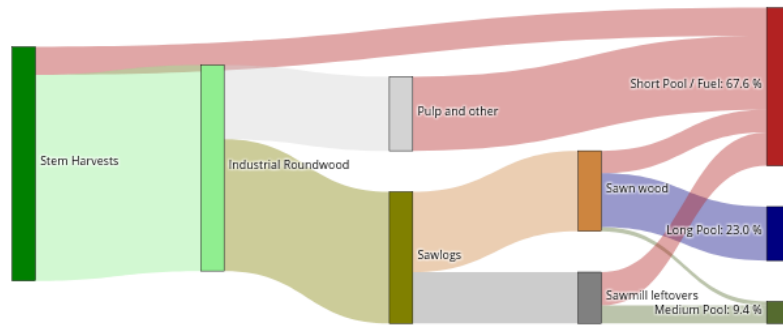 Short Pool / Fuel: 67.6 %
Pulp and other
Stem Harvests
Industrial Roundwood
Sawn wood
Long Pool: 23.0 %
Sawlogs
Sawmill leftovers
Medium Pool: 9.4 %